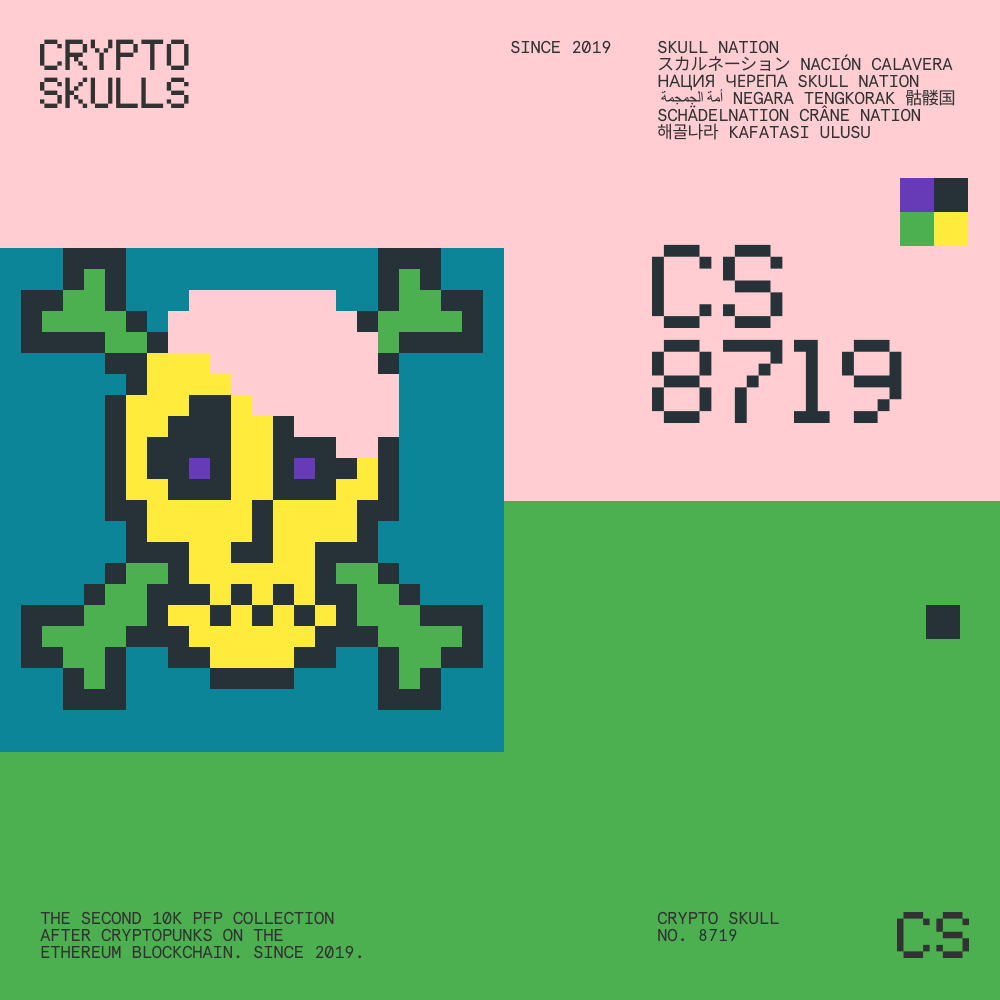 CRYPTO
SKULLS
SINCE 2019
SKULL NATION
スカルネーション NACIÓN CALAVERA
НАЦИЯ ЧЕРЕПА SKULL NATION
أمة الجمجمة NEGARA TENGKORAK 骷髅国
SCHÄDELNATION CRÂNE NATION
해골나라 KAFATASI ULUSU
CS
8719
THE SECOND 10K PFP COLLECTION
AFTER CRYPTOPUNKS ON THE
ETHEREUM BLOCKCHAIN. SINCE 2019.
CRYPTO SKULL
NO. 8719
CS